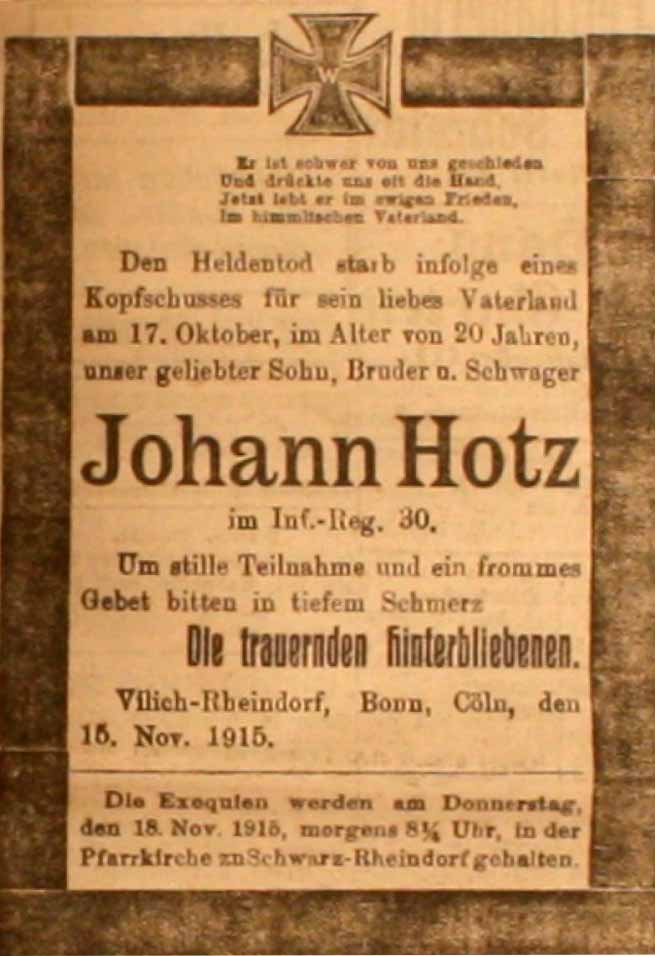 W
Er ist schwer von uns geschieden
Und drückte uns oft die Hand,
Jetzt lebt er im ewigen Frieden,
Im himmlischen Vaterland.
Den Heldentod starb infolge eines
Kopfschusses für sein liebes Vaterland
am 17. Oktober, im Alter von 20 Jahren,
unser geliebter Sohn, Bruder u. Schwager
Johann Hotz
im Inf.-Reg. 30.
Um stille Teilnahme und ein frommes
Gebet bitten in tiefem Schmerz
Die trauernden Hinterbliebenen.
Vilich-Rheindorf, Bonn, Cöln, den
15. Nov. 1915.
Die Exequien werden am Donnerstag,
den 18. Nov. 1915, morgens 8¼ Uhr, in der
Pfarrkirche zu Schwarz-Rheindorf gehalten.